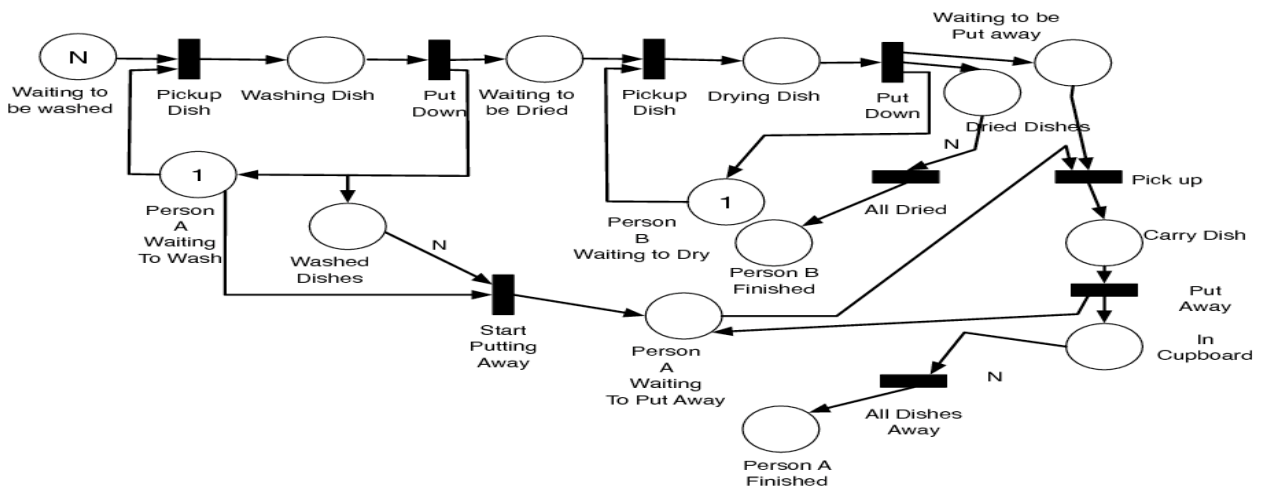 Waiting to be
Put away
N
Waiting to
be washed
Pickup
Dish
Washing Dish
Put
Down
Waiting to
be Dried
Pickup
Dish
Drying Dish
Put
Down
Dried Dishes
N
1
Person
A
Waiting
To Wash
Washed
Dishes
N
Person
B
Waiting to Dry
1
All Dried
Person B
Finished
Pick up
Carry Dish
Put
Away
In
Cupboard
Start
Putting
Away
Person
A
Waiting
To Put Away
N
All Dishes
Away
Person A
Finished